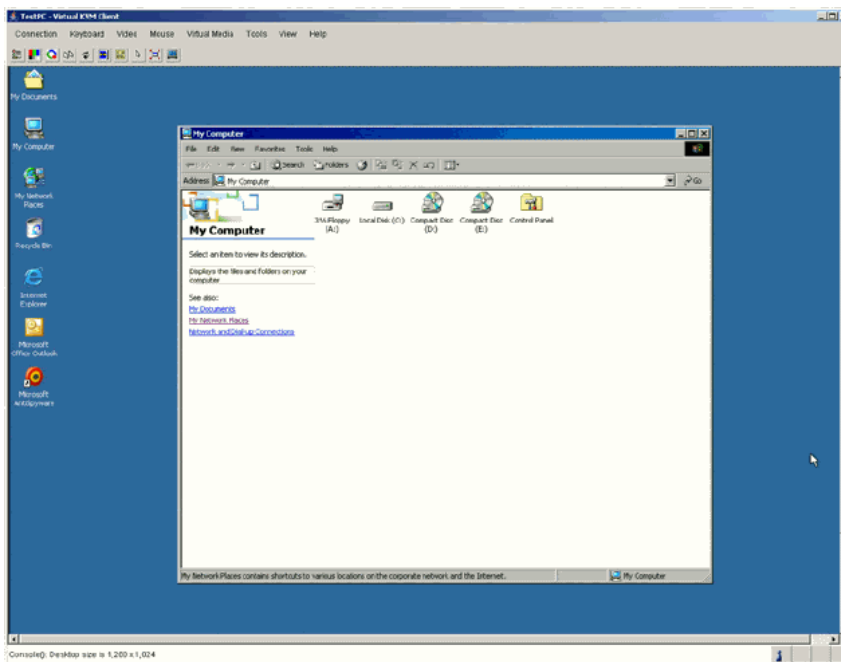 TestPC - Virtual KVM Client
Connection Keyboard Video Mouse Virtual Media Tools View Help
My Documents
My Computer
My Network
Places
Recycle Bin
Internet
Explorer
Microsoft
Office Outlook
Microsoft
AntiSpyware
My Computer
File Edit View Favorites Tools Help
Search Folders
Address My Computer Go
3½ Floppy
(A:)
Local Disk (C:)
Compact Disc
(D:)
Compact Disc
(E:)
Control Panel
My Computer
Select an item to view its description.
Displays the files and folders on your
computer
See also:
My Documents
My Network Places
Network and Dial-up Connections
My Network Places contains shortcuts to various locations on the corporate network and the Internet.
My Computer
Console(): Desktop size is 1,280 x 1,024